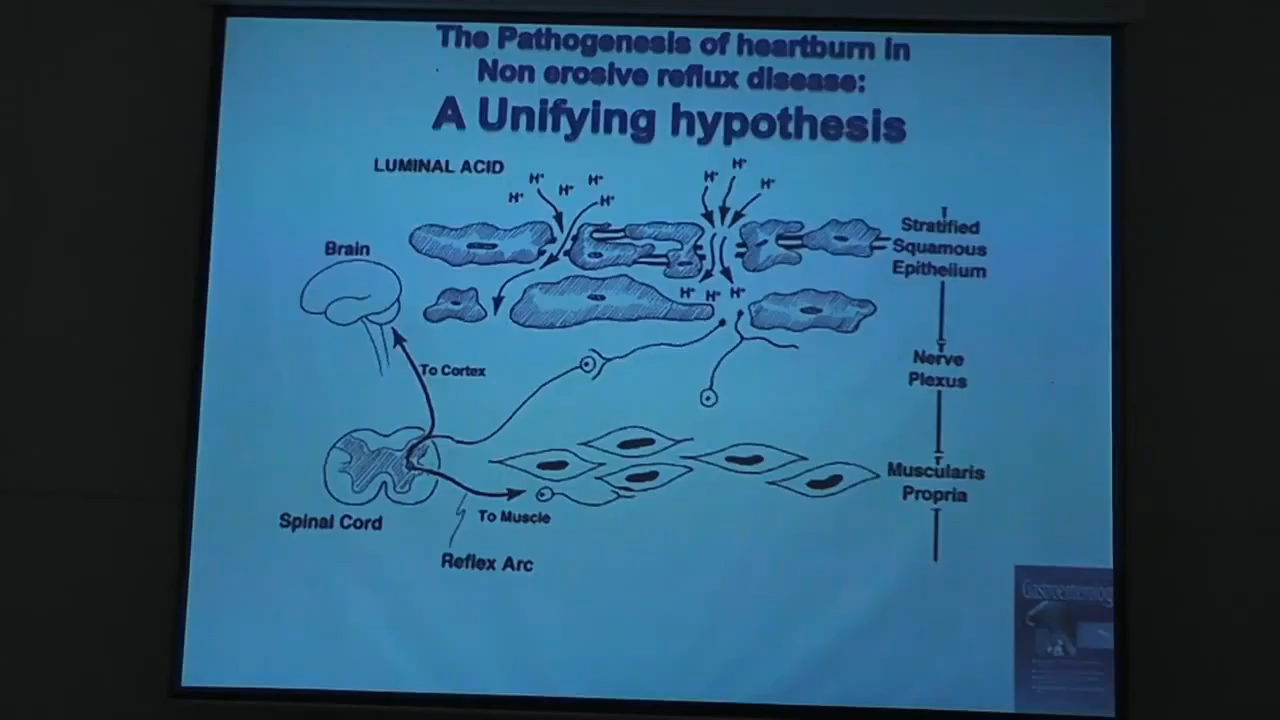 The Pathogenesis of heartburn in
Non erosive reflux disease:
A Unifying hypothesis
LUMINAL ACID
H+
H+
H+
H+
H+
H+
H+
H+
Stratified
Squamous
Epithelium
Brain
H+
H+
H+
Nerve
Plexus
To Cortex
Muscularis
Propria
Spinal Cord
To Muscle
Reflex Arc
Gastroenterology